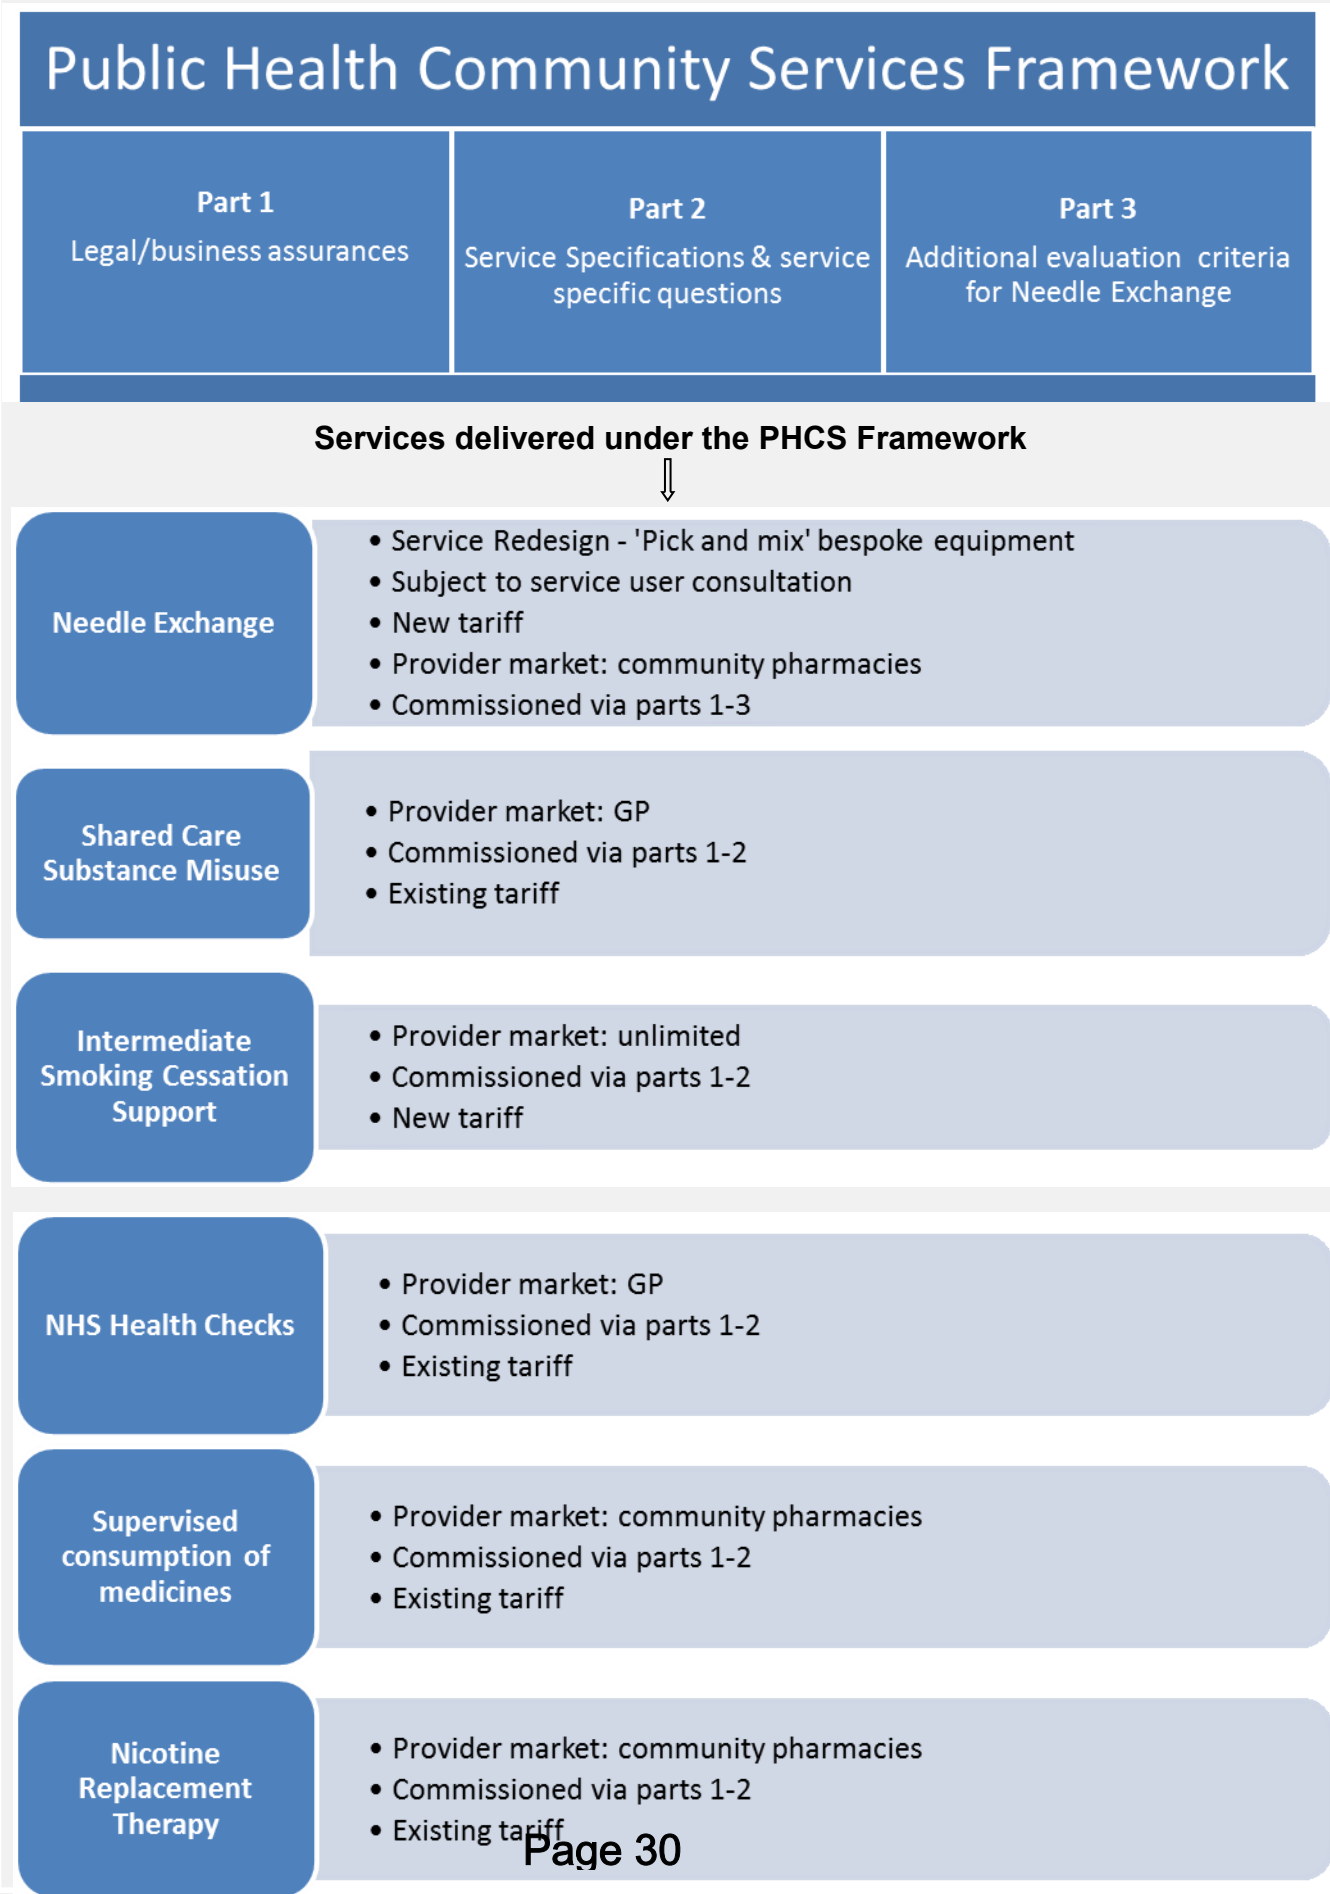 Public Health Community Services Framework
Part 1
Legal/business assurances
Part 2
Service Specifications & service
specific questions
Part 3
Additional evaluation criteria
for Needle Exchange
Services delivered under the PHCS Framework
Needle Exchange
• Service Redesign - 'Pick and mix' bespoke equipment
• Subject to service user consultation
• New tariff
• Provider market: community pharmacies
• Commissioned via parts 1-3
Shared Care
Substance Misuse
• Provider market: GP
• Commissioned via parts 1-2
• Existing tariff
Intermediate
Smoking Cessation
Support
• Provider market: unlimited
• Commissioned via parts 1-2
• New tariff
NHS Health Checks
• Provider market: GP
• Commissioned via parts 1-2
• Existing tariff
Supervised
consumption of
medicines
• Provider market: community pharmacies
• Commissioned via parts 1-2
• Existing tariff
Nicotine
Replacement
Therapy
• Provider market: community pharmacies
• Commissioned via parts 1-2
• Existing tariff
Page 30